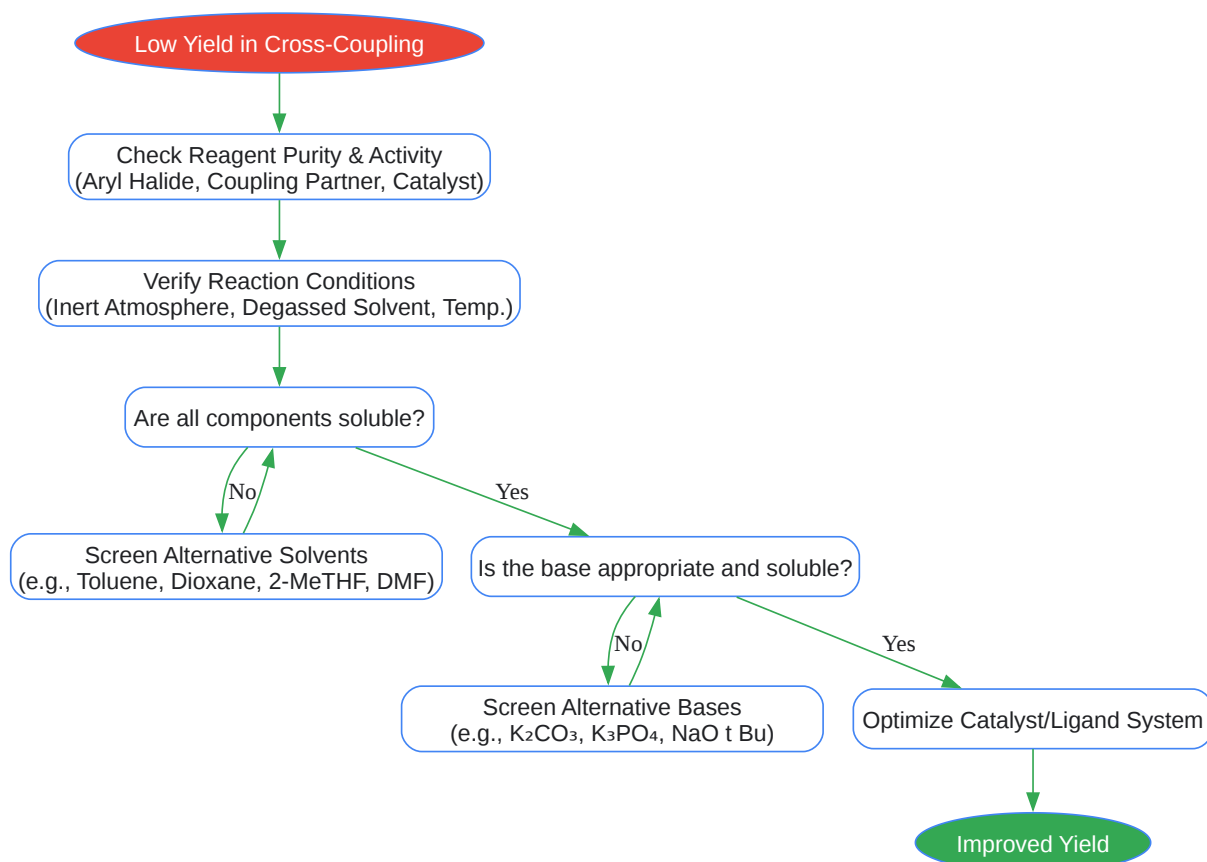 Low Yield in Cross-Coupling
Check Reagent Purity & Activity
(Aryl Halide, Coupling Partner, Catalyst)
Verify Reaction Conditions
(Inert Atmosphere, Degassed Solvent, Temp.)
Are all components soluble?
No
Yes
Screen Alternative Solvents
(e.g., Toluene, Dioxane, 2-MeTHF, DMF)
Is the base appropriate and soluble?
No
Yes
Screen Alternative Bases
(e.g., K₂CO₃, K₃PO₄, NaO t Bu)
Optimize Catalyst/Ligand System
Improved Yield